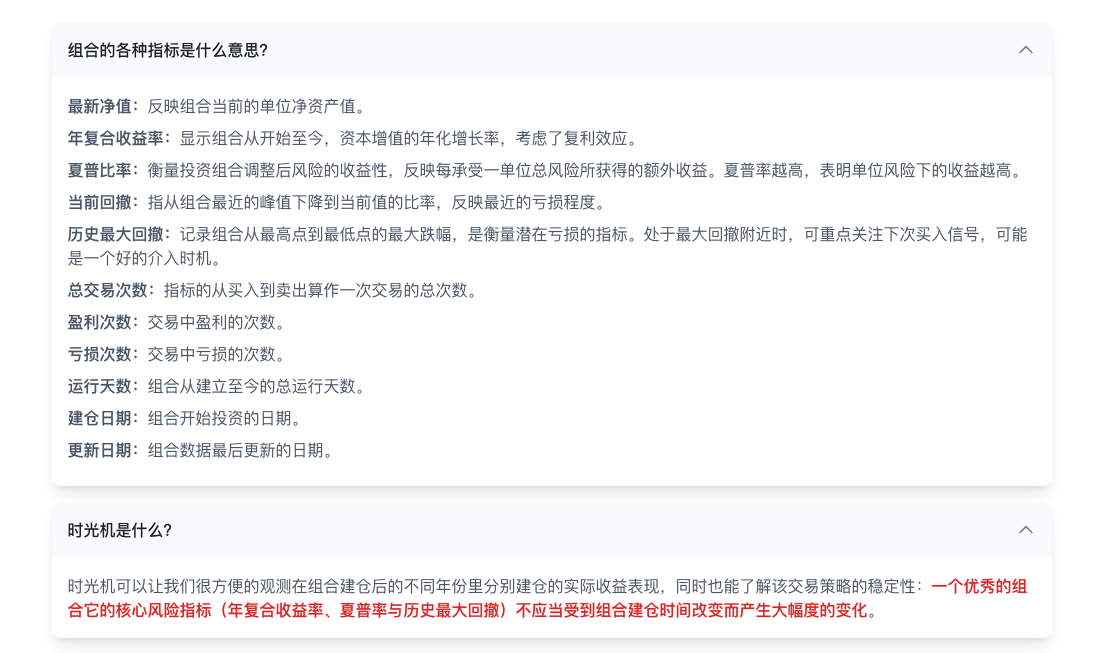 组合的各种指标是什么意思?
最新净值：反映组合当前的单位净资产值。
年复合收益率：显示组合从开始至今，资本增值的年化增长率，考虑了复利效应。
夏普比率：衡量投资组合调整后风险的收益性，反映每承受一单位总风险所获得的额外收益。夏普率越高，表明单位风险下的收益越高。
当前回撤：指从组合最近的峰值下降到当前值的比率，反映最近的亏损程度。
历史最大回撤：记录组合从最高点到最低点的最大跌幅，是衡量潜在亏损的指标。处于最大回撤附近时，可重点关注下次买入信号，可能
是一个好的介入时机。
总交易次数：指标的从买入到卖出算作一次交易的总次数。
盈利次数：交易中盈利的次数。
亏损次数：交易中亏损的次数。
运行天数：组合从建立至今的总运行天数。
建仓日期：组合开始投资的日期。
更新日期：组合数据最后更新的日期。
时光机是什么?
时光机可以让我们很方便的观测在组合建仓后的不同年份里分别建仓的实际收益表现，同时也能了解该交易策略的稳定性：一个优秀的组
合它的核心风险指标（年复合收益率、夏普率与历史最大回撤）不应当受到组合建仓时间改变而产生大幅度的变化。